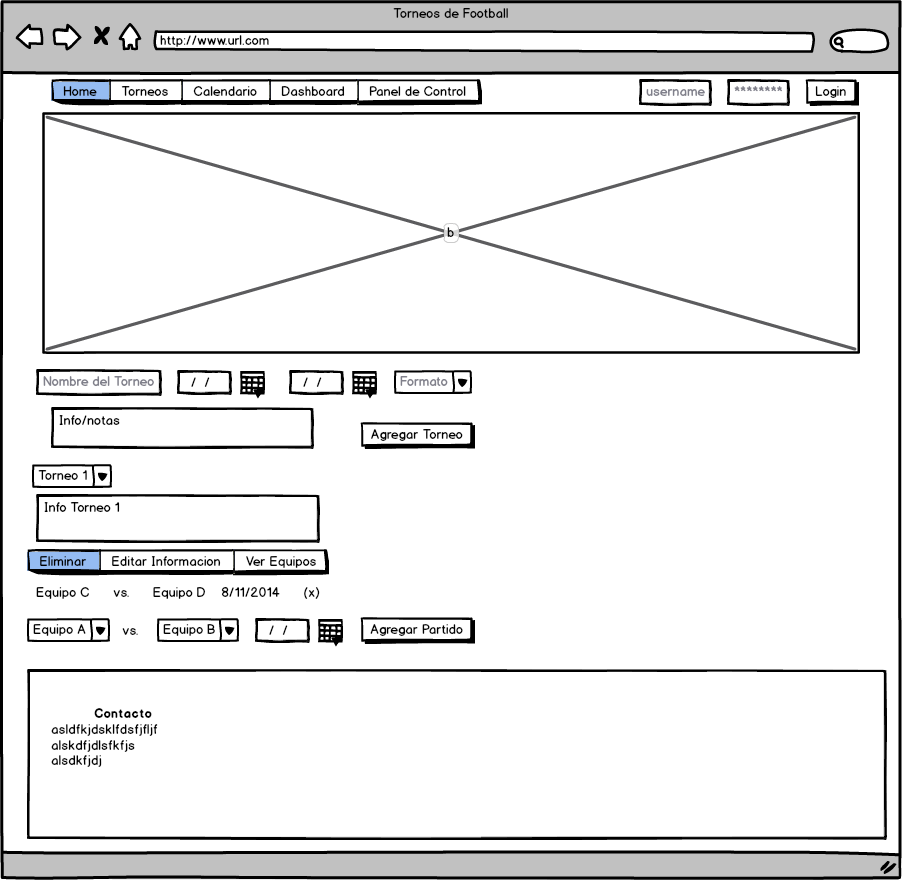 Torneos de Football
http://www.url.com
Home Torneos Calendario Dashboard Panel de Control username ******** Login
b
Nombre del Torneo / / / / Formato
Info/notas
Agregar Torneo
Torneo 1
Info Torneo 1
Eliminar Editar Informacion Ver Equipos
Equipo C vs. Equipo D 8/11/2014 (x)
Equipo A vs. Equipo B / / Agregar Partido
Contacto
asldfkjdsklfdsfjfljf
alskdfjdlsfkfjs
alsdkfjdj